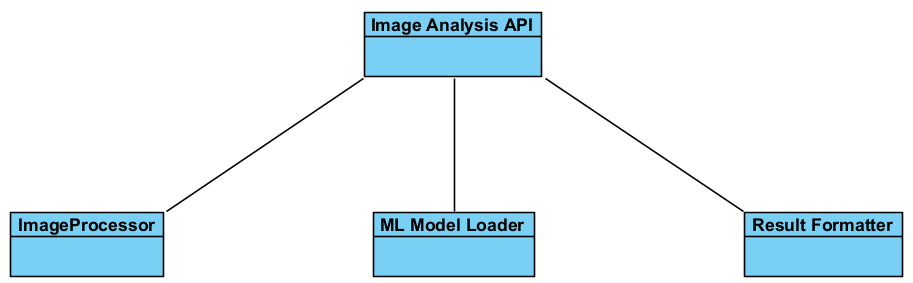 Image Analysis API
ImageProcessor
ML Model Loader
Result Formatter